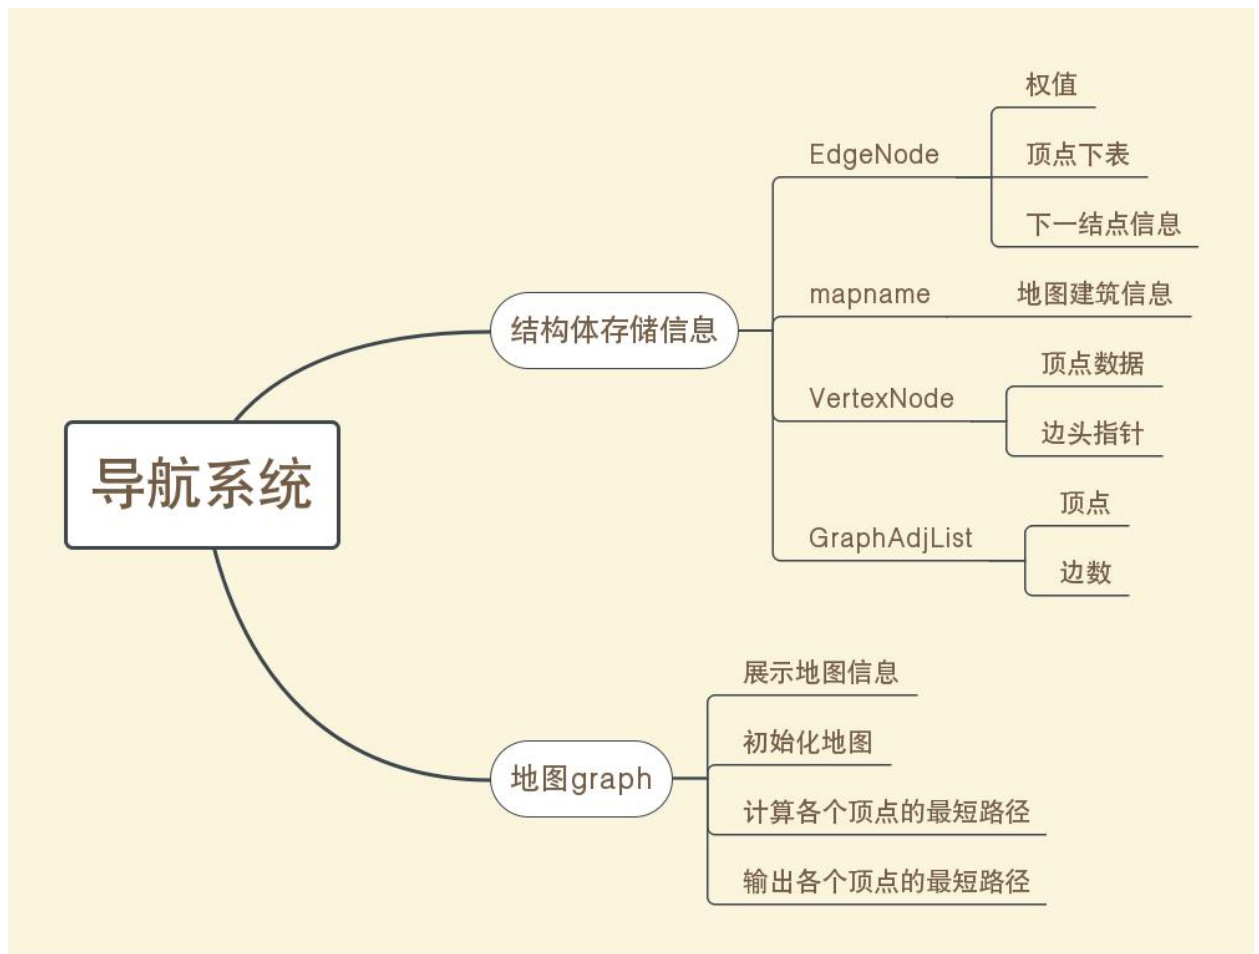 导航系统
结构体存储信息
EdgeNode
权值
顶点下表
下一结点信息
mapname
地图建筑信息
VertexNode
顶点数据
边头指针
GraphAdjList
顶点
边数
地图graph
展示地图信息
初始化地图
计算各个顶点的最短路径
输出各个顶点的最短路径